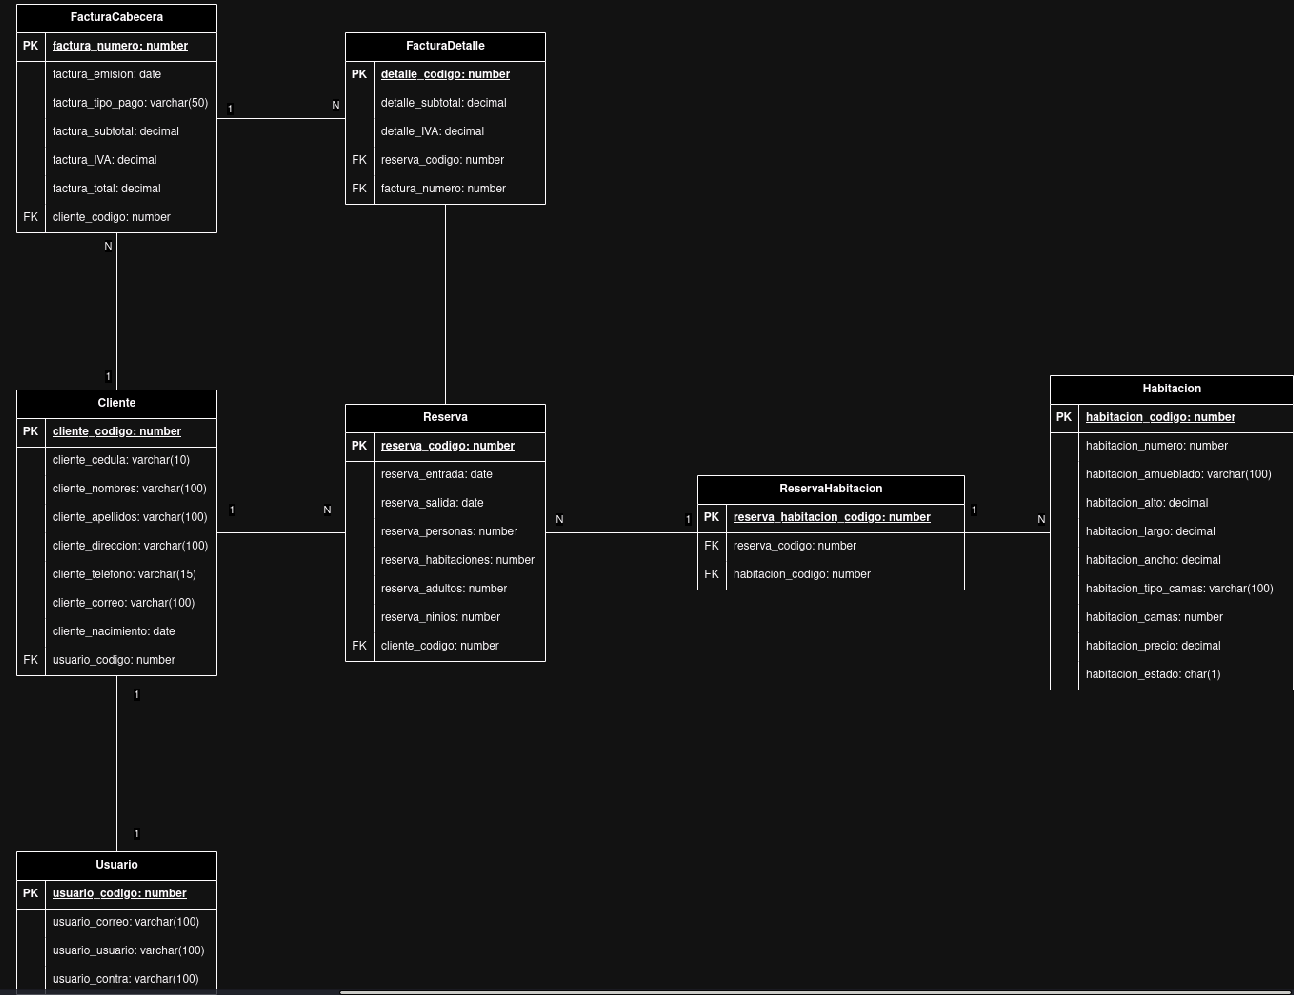 FacturaCabecera
PK factura_numero: number
factura_emision: date
factura_tipo_pago: varchar(50)
factura_subtotal: decimal
factura_IVA: decimal
factura_total: decimal
FK cliente_codigo: number
1
N
FacturaDetalle
PK detalle_codigo: number
detalle_subtotal: decimal
detalle_IVA: decimal
FK reserva_codigo: number
FK factura_numero: number
N
1
Cliente
PK cliente_codigo: number
cliente_cedula: varchar(10)
cliente_nombres: varchar(100)
cliente_apellidos: varchar(100)
cliente_direccion: varchar(100)
cliente_telefono: varchar(15)
cliente_correo: varchar(100)
cliente_nacimiento: date
FK usuario_codigo: number
1
N
Reserva
PK reserva_codigo: number
reserva_entrada: date
reserva_salida: date
reserva_personas: number
reserva_habitaciones: number
reserva_adultos: number
reserva_ninios: number
FK cliente_codigo: number
N
1
ReservaHabitacion
PK reserva_habitacion_codigo: number
FK reserva_codigo: number
FK habitacion_codigo: number
1
N
Habitacion
PK habitacion_codigo: number
habitacion_numero: number
habitacion_amueblado: varchar(100)
habitacion_alto: decimal
habitacion_largo: decimal
habitacion_ancho: decimal
habitacion_tipo_camas: varchar(100)
habitacion_camas: number
habitacion_precio: decimal
habitacion_estado: char(1)
1
1
Usuario
PK usuario_codigo: number
usuario_correo: varchar(100)
usuario_usuario: varchar(100)
usuario_contra: varchar(100)